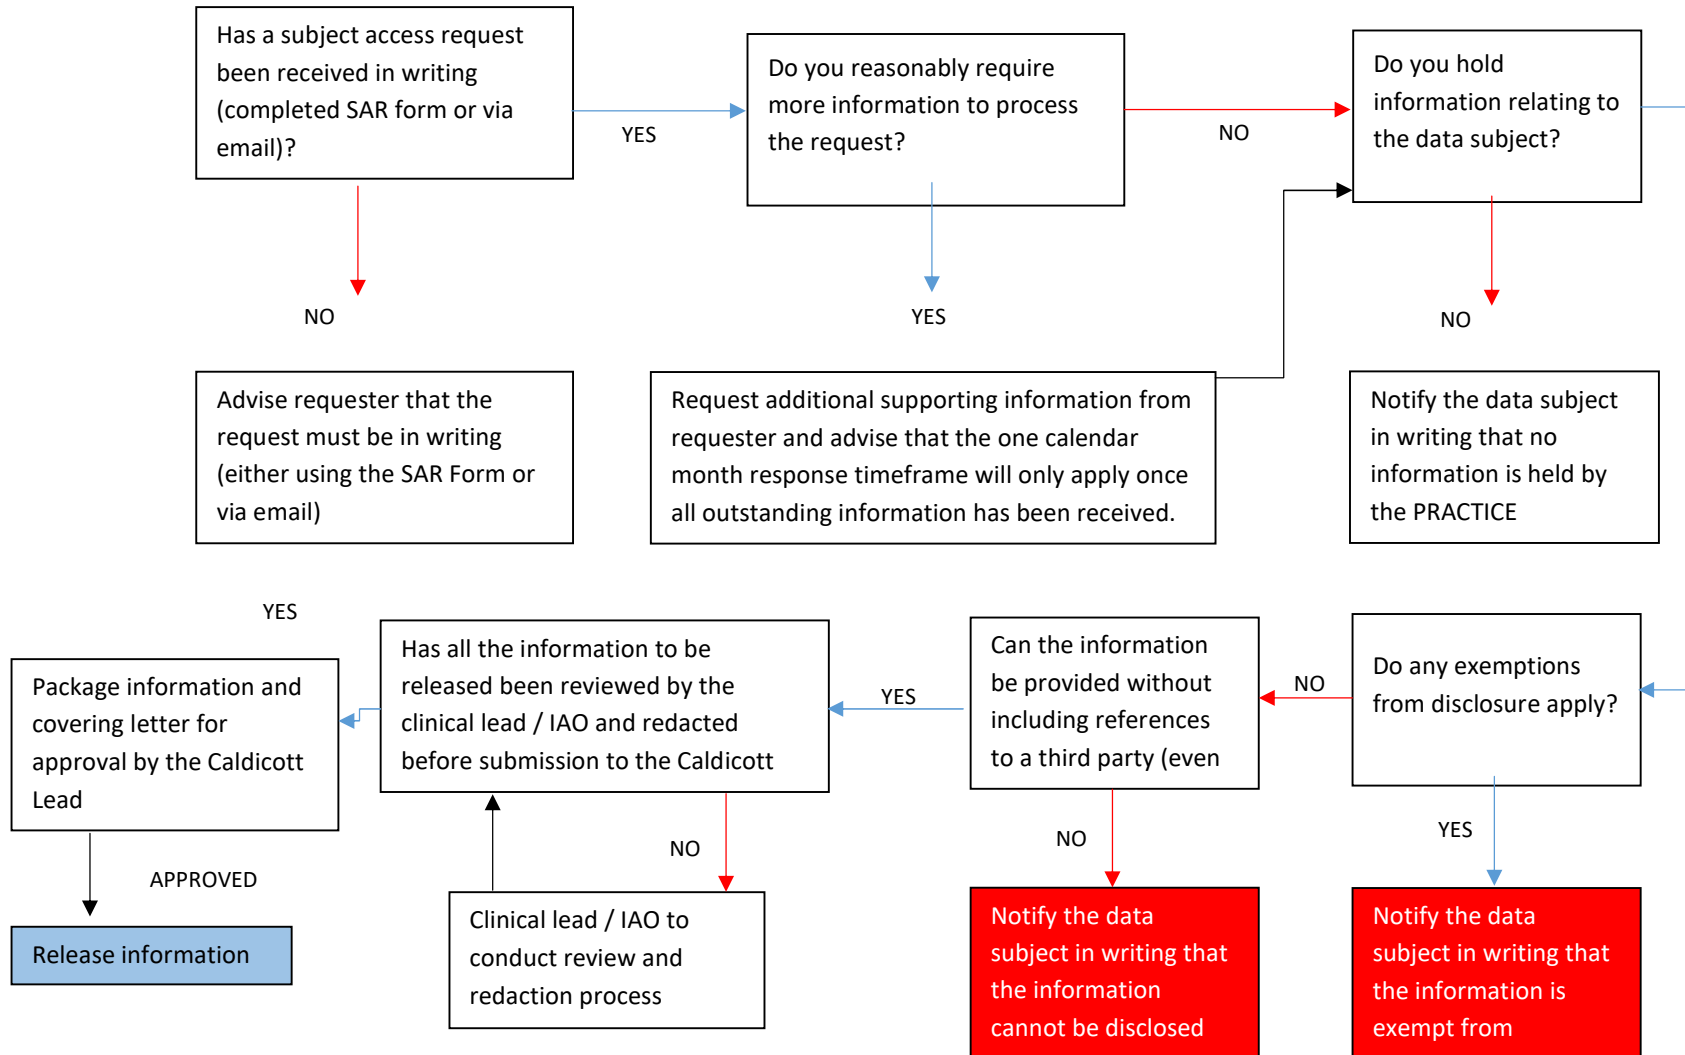 Has a subject access request
been received in writing
(completed SAR form or via
email)?
YES
Do you reasonably require
more information to process
the request?
NO
Do you hold
information relating to
the data subject?
NO
YES
NO
Advise requester that the
request must be in writing
(either using the SAR Form or
via email)
Request additional supporting information from
requester and advise that the one calendar
month response timeframe will only apply once
all outstanding information has been received.
Notify the data subject
in writing that no
information is held by
the PRACTICE
YES
Package information and
covering letter for
approval by the Caldicott
Lead
Has all the information to be
released been reviewed by the
clinical lead / IAO and redacted
before submission to the Caldicott
YES
Can the information
be provided without
including references
to a third party (even
NO
Do any exemptions
from disclosure apply?
APPROVED
NO
NO
YES
Release information
Clinical lead / IAO to
conduct review and
redaction process
Notify the data
subject in writing that
the information
cannot be disclosed
Notify the data
subject in writing that
the information is
exempt from